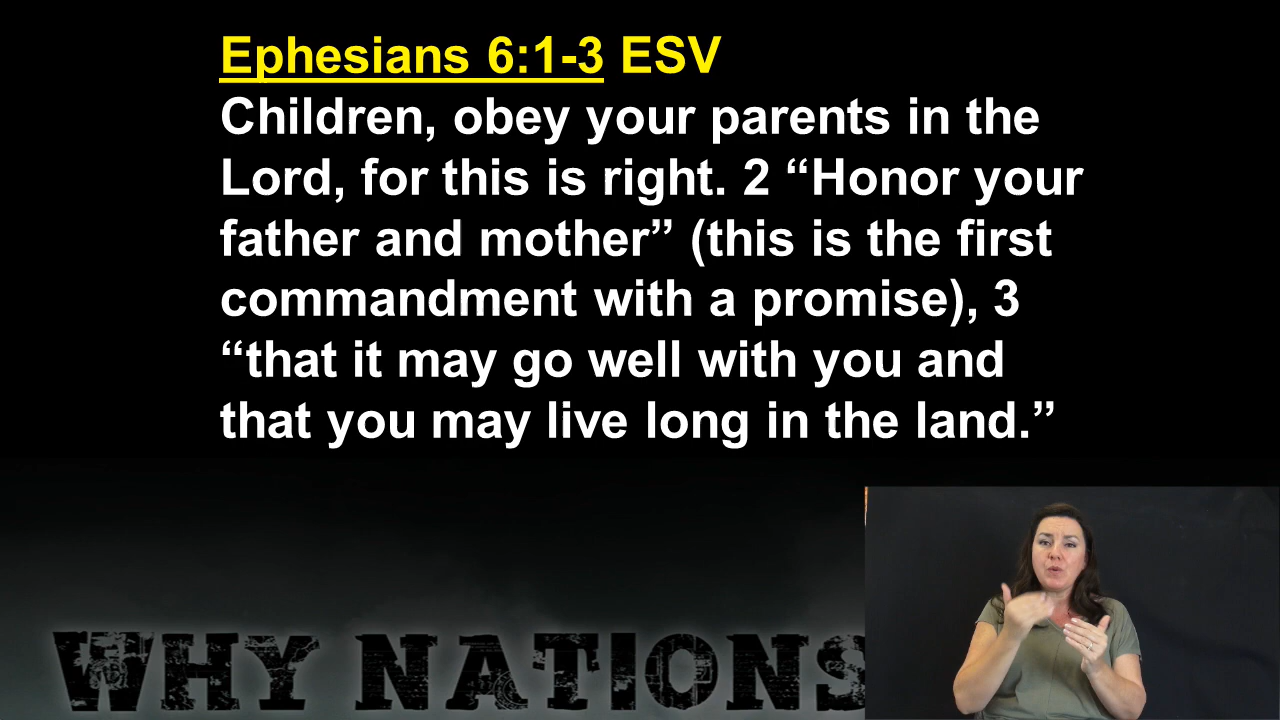 Ephesians 6:1-3 ESV
Children, obey your parents in the
Lord, for this is right. 2 “Honor your
father and mother” (this is the first
commandment with a promise), 3
“that it may go well with you and
that you may live long in the land.”
WHY NATIONS